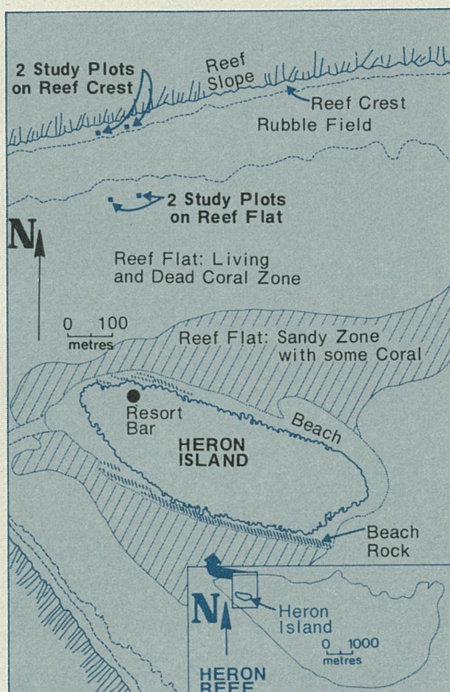 2 Study Plots
on Reef Crest
Reef
Slope
Reef Crest
Rubble Field
2 Study Plots
on Reef Flat
N
Reef Flat: Living
and Dead Coral Zone
0 100
metres
Reef Flat: Sandy Zone
with some Coral
Resort
Bar
Beach
HERON
ISLAND
Beach
Rock
N
Heron
Island
0 1000
metres
HERON
REEF